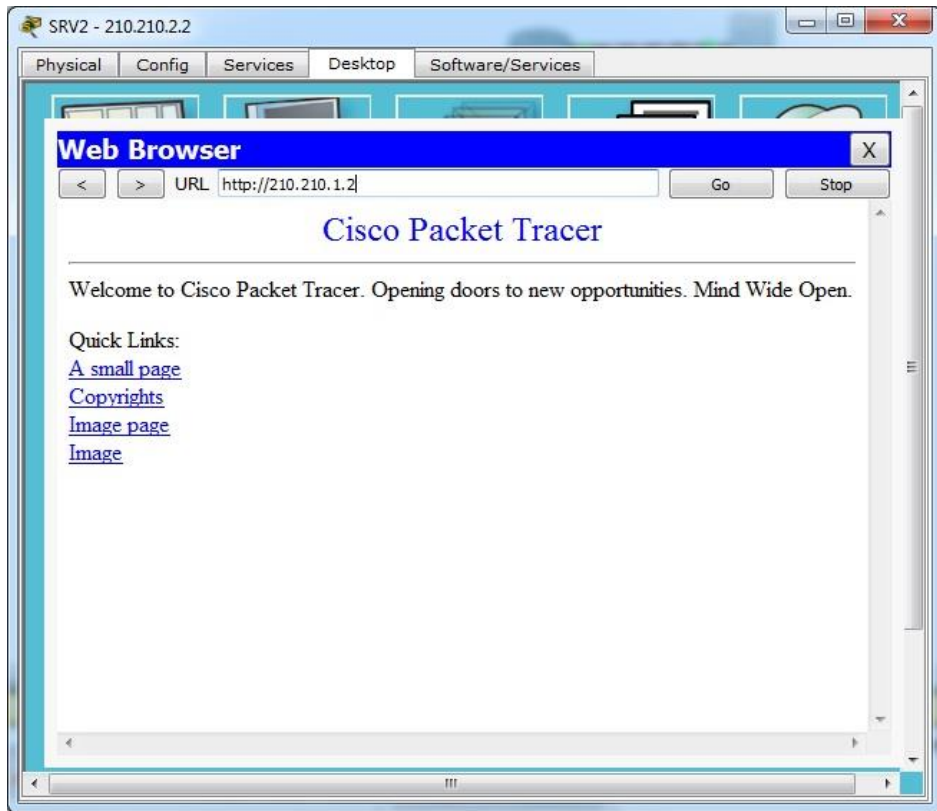 SRV2 - 210.210.2.2
Physical Config Services Desktop Software/Services
Web Browser X
< > URL http://210.210.1.2 Go Stop
Cisco Packet Tracer
Welcome to Cisco Packet Tracer. Opening doors to new opportunities. Mind Wide Open.
Quick Links:
A small page
Copyrights
Image page
Image